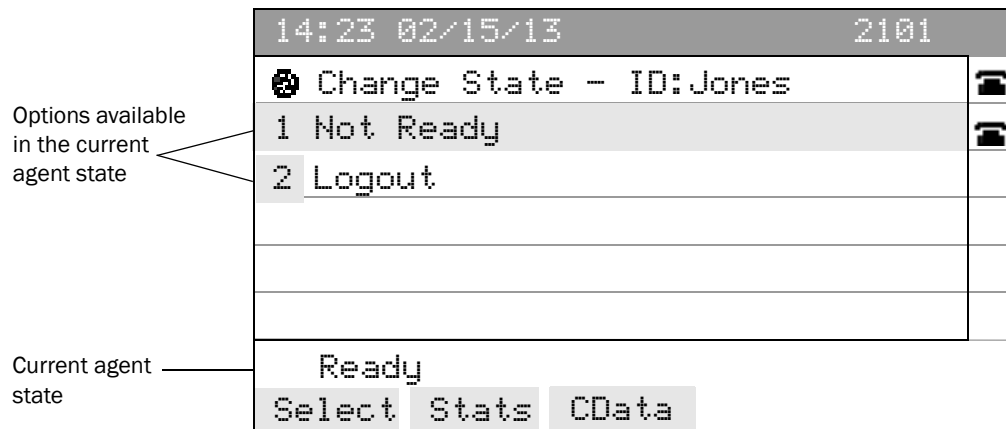 14:23 02/15/13 2101
Change State - ID:Jones
Options available
in the current
agent state
1 Not Ready
2 Logout
Current agent
state
Ready
Select Stats CData